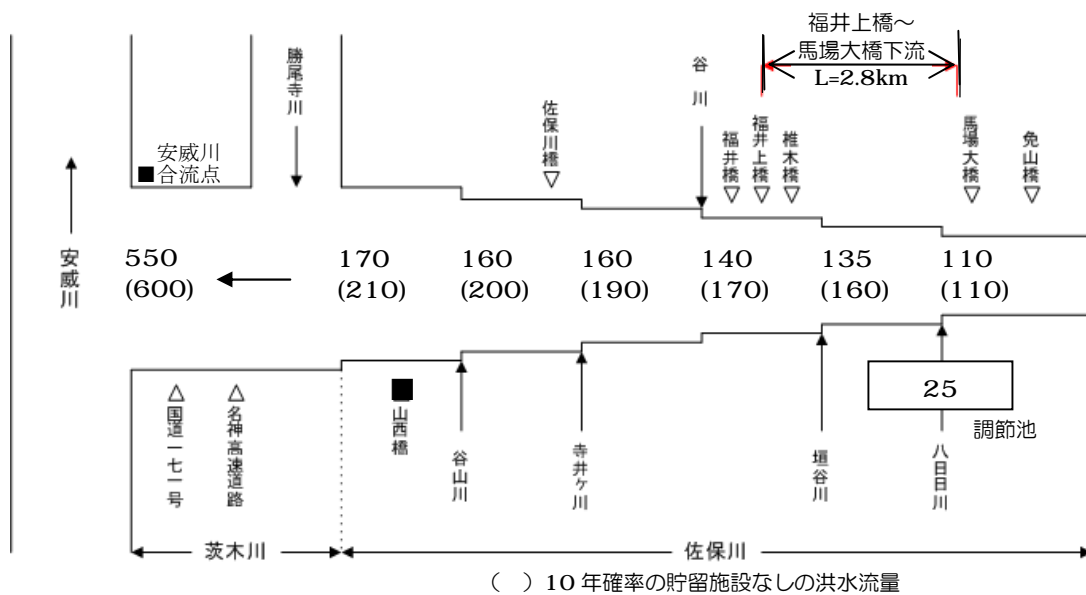 福井上橋～
馬場大橋下流
L=2.8km
勝尾寺川
谷川
佐保川橋
福井橋
福井上橋
椎木橋
馬場大橋
免山橋
安威川
■合流点
安威川
550
(600)
170
(210)
160
(200)
160
(190)
140
(170)
135
(160)
110
(110)
25
調節池
国道一七一号
名神高速道路
山西橋
谷山川
寺井ヶ川
垣谷川
八日日川
茨木川
佐保川
（　）10年確率の貯留施設なしの洪水流量